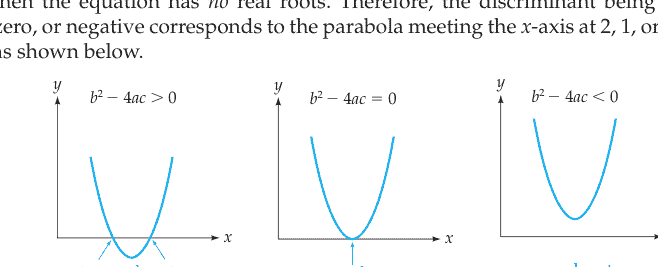 then the equation has no real roots. Therefore, the discriminant being
zero, or negative corresponds to the parabola meeting the x-axis at 2, 1, or
as shown below.
y
b² − 4ac > 0
x
y
b² − 4ac = 0
x
y
b² − 4ac < 0